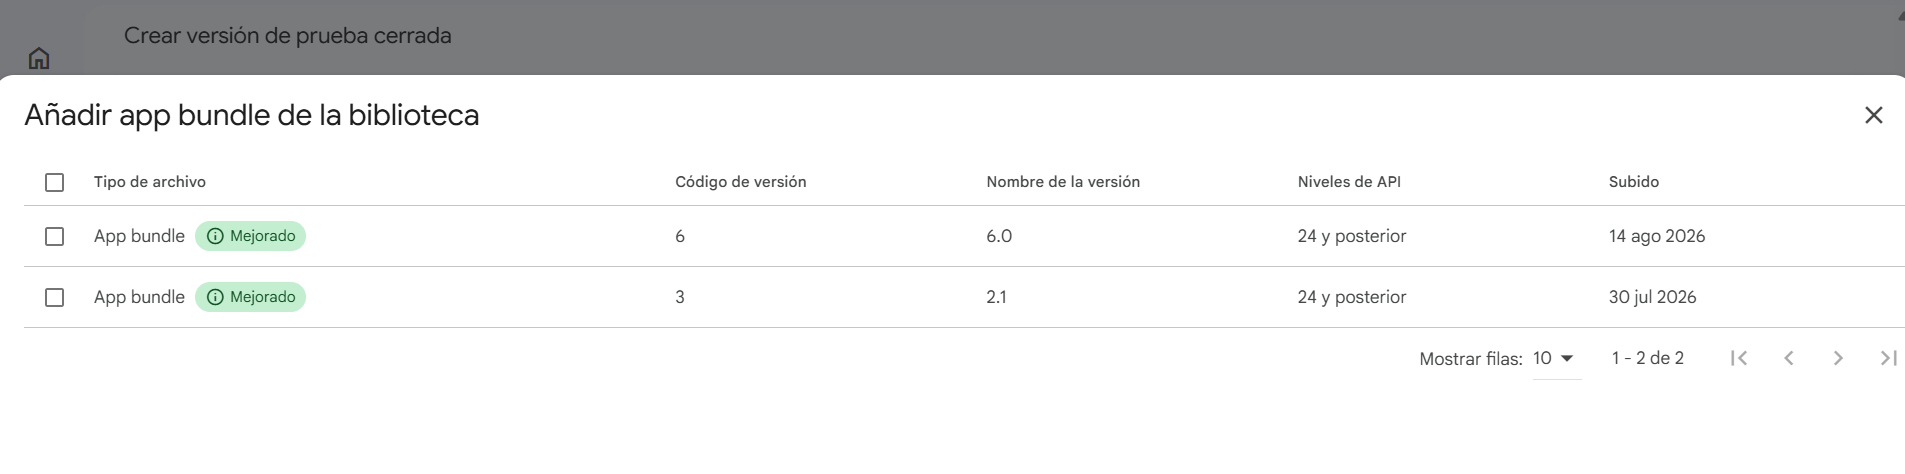 Crear versión de prueba cerrada
Añadir app bundle de la biblioteca
Tipo de archivo Código de versión Nombre de la versión Niveles de API Subido
App bundle Mejorado 6 6.0 24 y posterior 14 ago 2026
App bundle Mejorado 3 2.1 24 y posterior 30 jul 2026
Mostrar filas: 10 1 - 2 de 2